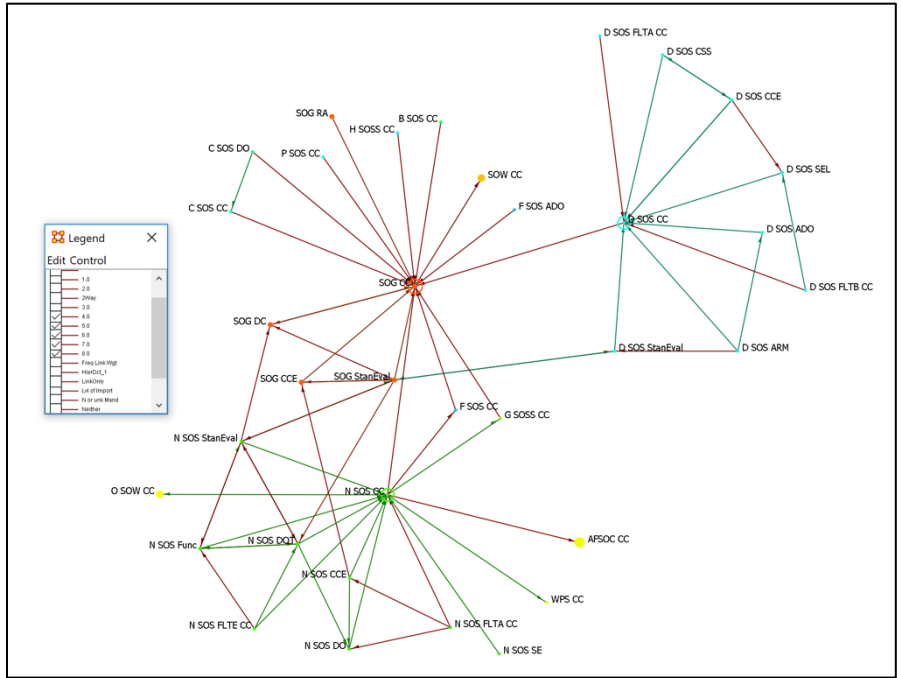 D SOS FLTA CC
D SOS CSS
D SOS CCE
SOG RA
H SOSS CC
B SOS CC
C SOS DO
P SOS CC
SOW CC
D SOS SEL
C SOS CC
F SOS ADO
D SOS CC
D SOS ADO
Legend
Edit Control
1.0
2.0
2Way
3.0
4.0
5.0
6.0
7.0
8.0
Freq Link Wgt
HierDct_1
LinkOnly
Lvl of Import
N or unk Mand
Neither
SOG CC
D SOS FLTB CC
SOG DC
D SOS StanEval
D SOS ARM
SOG CCE
SOG StanEval
F SOS CC
G SOSS CC
N SOS StanEval
O SOW CC
N SOS CC
N SOS Func
N SOS DOT
AFSOC CC
N SOS CCE
WPS CC
N SOS FLTE CC
N SOS FLTA CC
N SOS DO
N SOS SE